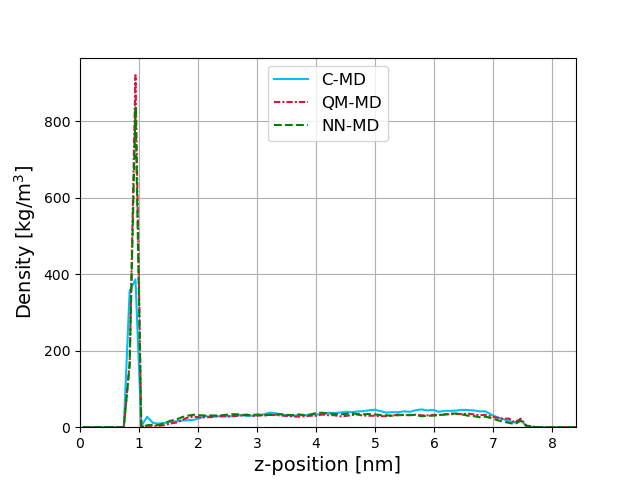 C-MD
QM-MD
NN-MD
Density [kg/m³]
800
600
400
200
0
0 1 2 3 4 5 6 7 8
z-position [nm]